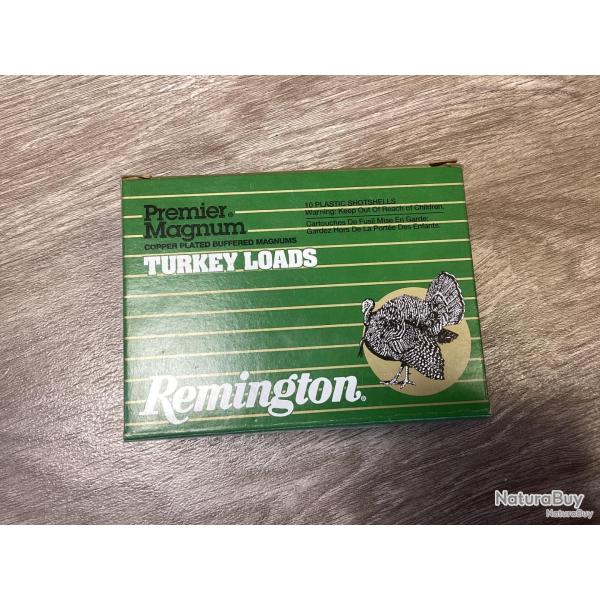 Premier®
Magnum
COPPER PLATED BUFFERED MAGNUMS
TURKEY LOADS
10 PLASTIC SHOTSHELLS
Warning: Keep Out Of Reach of Children.
Cartouches De Fusil Mise En Garde:
Gardez Hors De La Portée Des Enfants.
Remington®
NaturaBuy
NaturaBuy